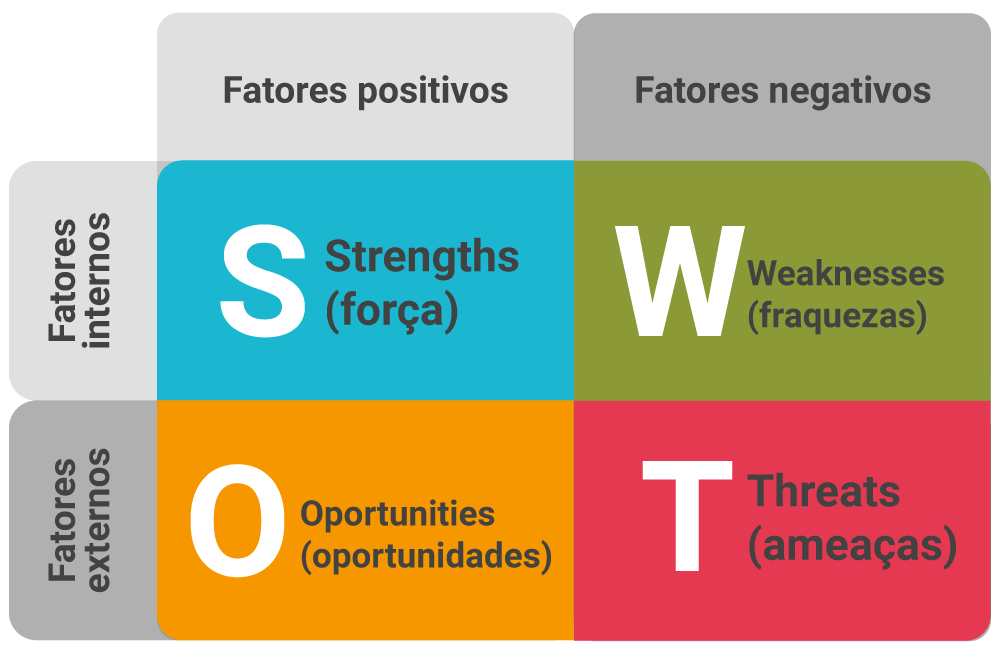 Fatores positivos
Fatores negativos
Fatores
internos
S
Strengths
(força)
W
Weaknesses
(fraquezas)
Fatores
externos
O
Oportunities
(oportunidades)
T
Threats
(ameaças)